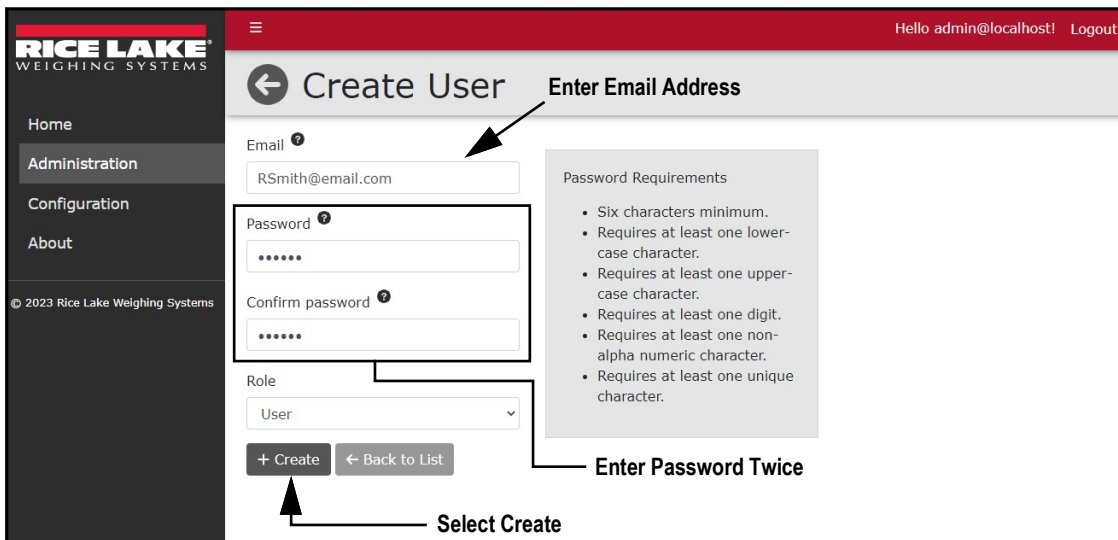 RICE LAKE®
WEIGHING SYSTEMS
Home
Administration
Configuration
About
© 2023 Rice Lake Weighing Systems
Hello admin@localhost! Logout
Create User
Enter Email Address
Email
RSmith@email.com
Password
••••••
Confirm password
••••••
Role
User
+ Create
← Back to List
Password Requirements
• Six characters minimum.
• Requires at least one lower-
case character.
• Requires at least one upper-
case character.
• Requires at least one digit.
• Requires at least one non-
alpha numeric character.
• Requires at least one unique
character.
Enter Password Twice
Select Create